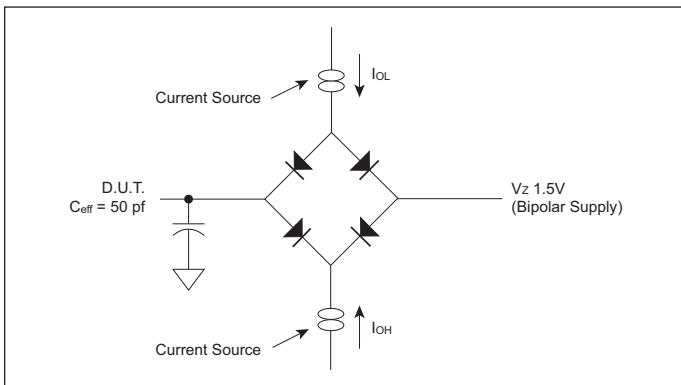 IOL
Current Source
D.U.T.
Ceff = 50 pf
VZ 1.5V
(Bipolar Supply)
IOH
Current Source